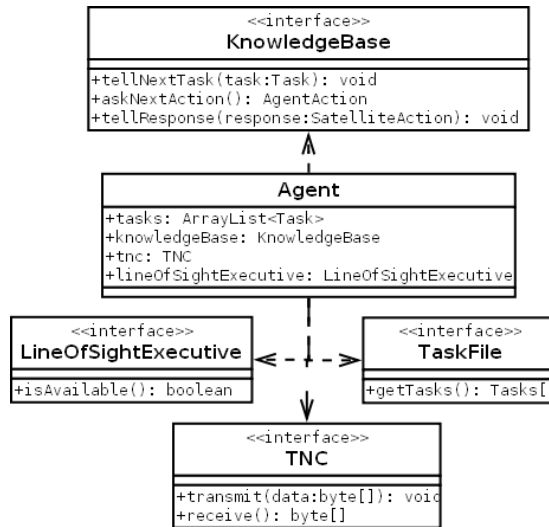 <<interface>>
KnowledgeBase
+tellNextTask(task:Task): void
+askNextAction(): AgentAction
+tellResponse(response:SatelliteAction): void
Agent
+tasks: ArrayList<Task>
+knowledgeBase: KnowledgeBase
+tnc: TNC
+lineOfSightExecutive: LineOfSightExecutive
<<interface>>
LineOfSightExecutive
+isAvailable(): boolean
<<interface>>
TaskFile
+getTasks(): Tasks[
<<interface>>
TNC
+transmit(data:byte[]): void
+receive(): byte[]